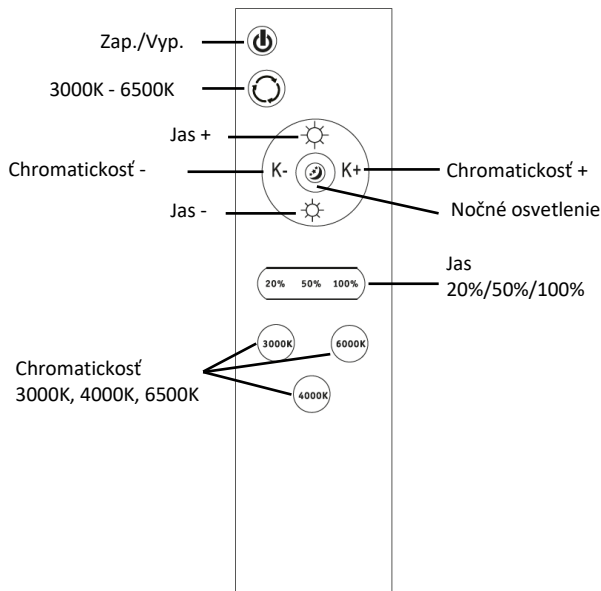 Zap./Vyp.
3000K - 6500K
Jas +
Chromatickosť -
K-
K+
Chromatickosť +
Jas -
Nočné osvetlenie
Jas
20%/50%/100%
20% 50% 100%
3000K
6000K
4000K
Chromatickosť
3000K, 4000K, 6500K